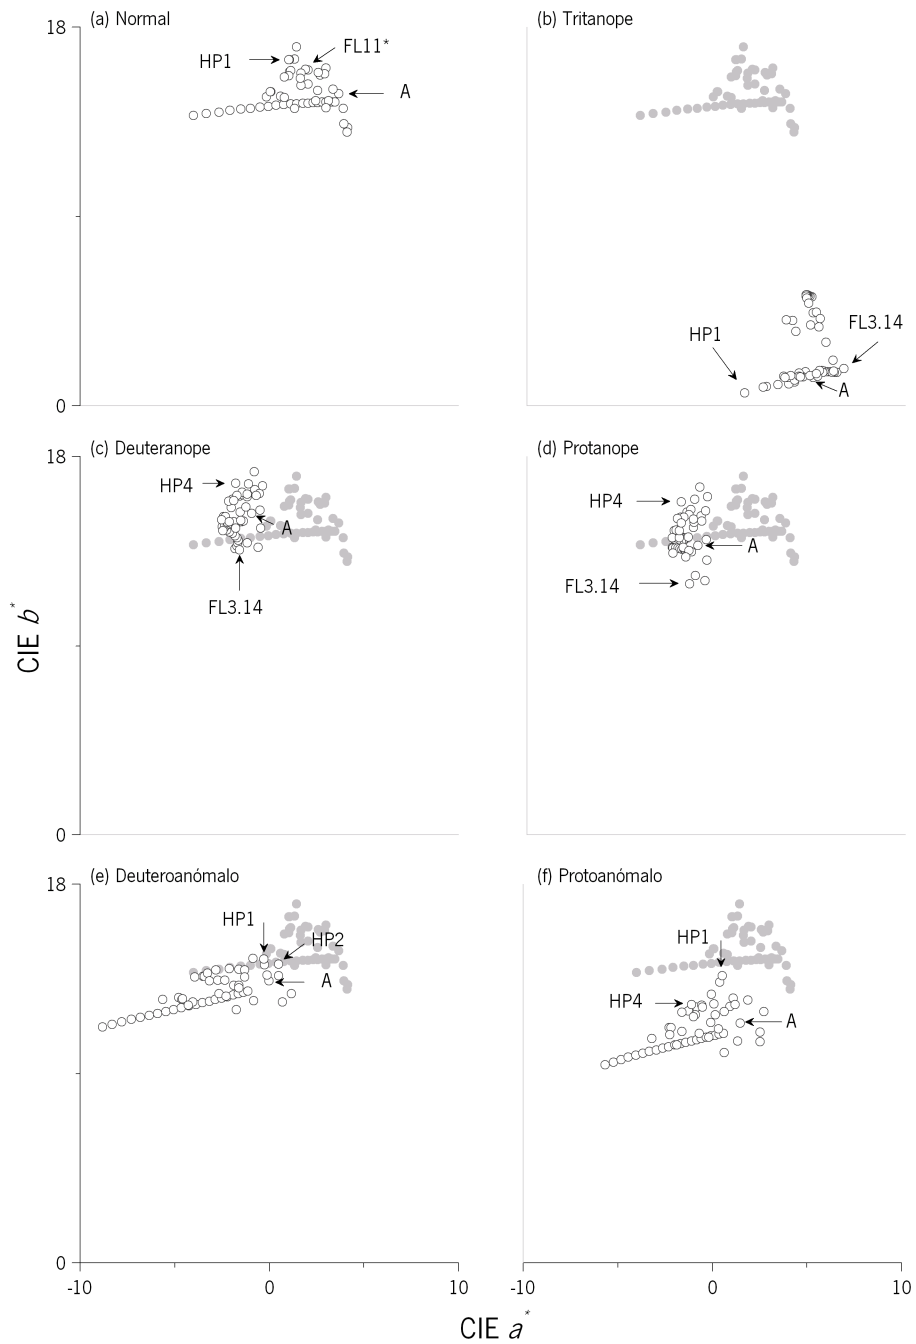 (a) Normal
(b) Tritanope
18
HP1
FL11*
A
0
HP1
FL3.14
A
(c) Deuteranope
(d) Protanope
18
HP4
A
FL3.14
0
HP4
A
FL3.14
CIE b*
(e) Deuteroanómalo
(f) Protoanómalo
18
HP1
HP2
A
0
HP1
HP4
A
-10 0 10
-10 0 10
CIE a*